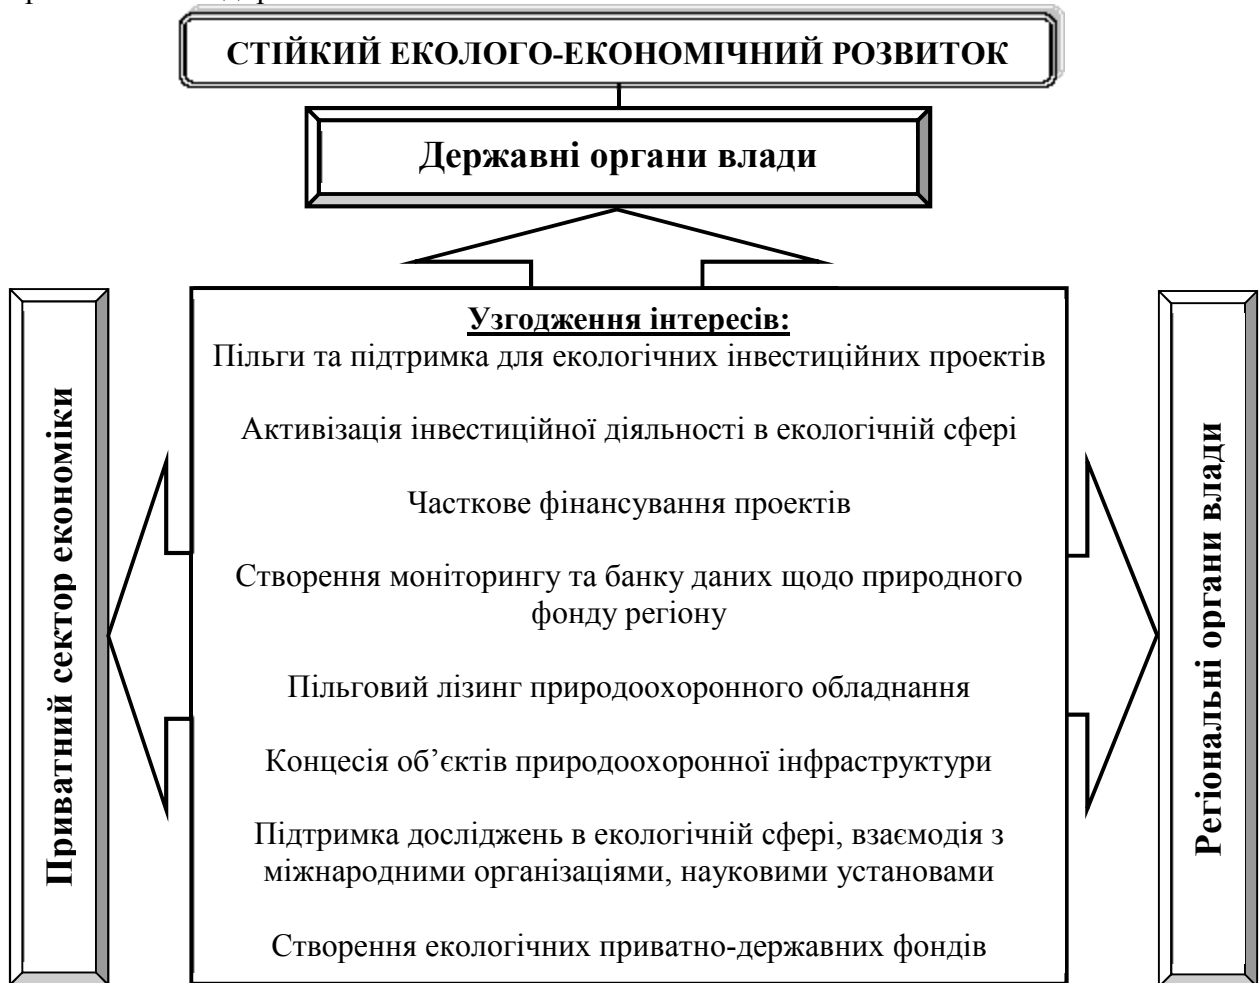 СТІЙКИЙ ЕКОЛОГО-ЕКОНОМІЧНИЙ РОЗВИТОК
Державні органи влади
Приватний сектор економіки
Узгодження інтересів:
Пільги та підтримка для екологічних інвестиційних проектів
Активізація інвестиційної діяльності в екологічній сфері
Часткове фінансування проектів
Створення моніторингу та банку даних щодо природного
фонду регіону
Пільговий лізинг природоохоронного обладнання
Концесія об’єктів природоохоронної інфраструктури
Підтримка досліджень в екологічній сфері, взаємодія з
міжнародними організаціями, науковими установами
Створення екологічних приватно-державних фондів
Регіональні органи влади